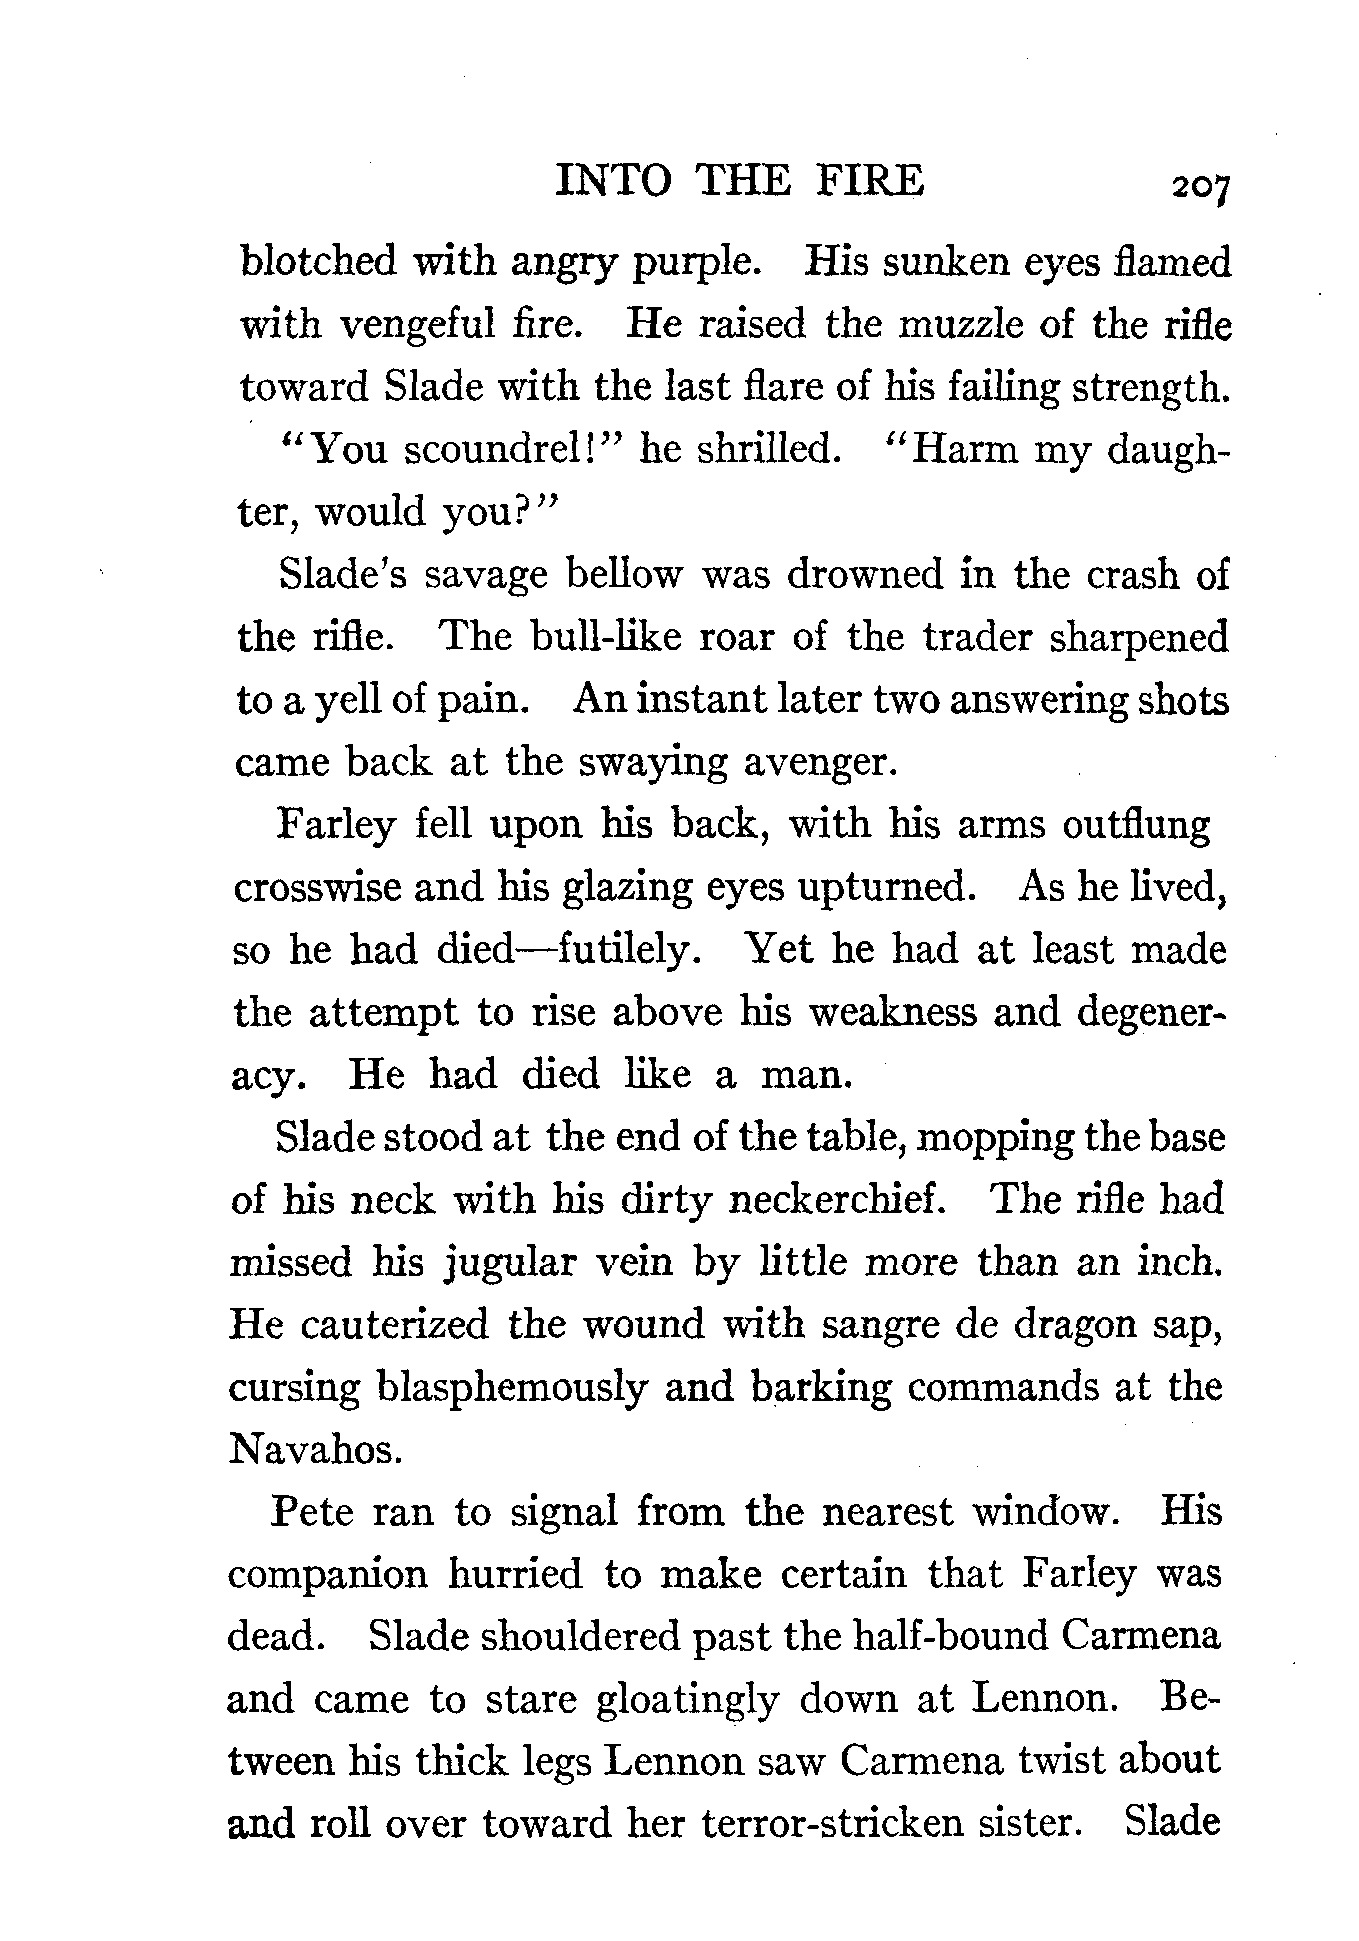 INTO THE FIRE 207
blotched with angry purple. His sunken eyes flamed
with vengeful fire. He raised the muzzle of the rifle
toward Slade with the last flare of his failing strength.
"You scoundrel!" he shrilled. "Harm my daugh-
ter, would you?"
Slade's savage bellow was drowned in the crash of
the rifle. The bull-like roar of the trader sharpened
to a yell of pain. An instant later two answering shots
came back at the swaying avenger.
Farley fell upon his back, with his arms outflung
crosswise and his glazing eyes upturned. As he lived,
so he had died—futilely. Yet he had at least made
the attempt to rise above his weakness and degener-
acy. He had died like a man.
Slade stood at the end of the table, mopping the base
of his neck with his dirty neckerchief. The rifle had
missed his jugular vein by little more than an inch.
He cauterized the wound with sangre de dragon sap,
cursing blasphemously and barking commands at the
Navahos.
Pete ran to signal from the nearest window. His
companion hurried to make certain that Farley was
dead. Slade shouldered past the half-bound Carmena
and came to stare gloatingly down at Lennon. Be-
tween his thick legs Lennon saw Carmena twist about
and roll over toward her terror-stricken sister. Slade